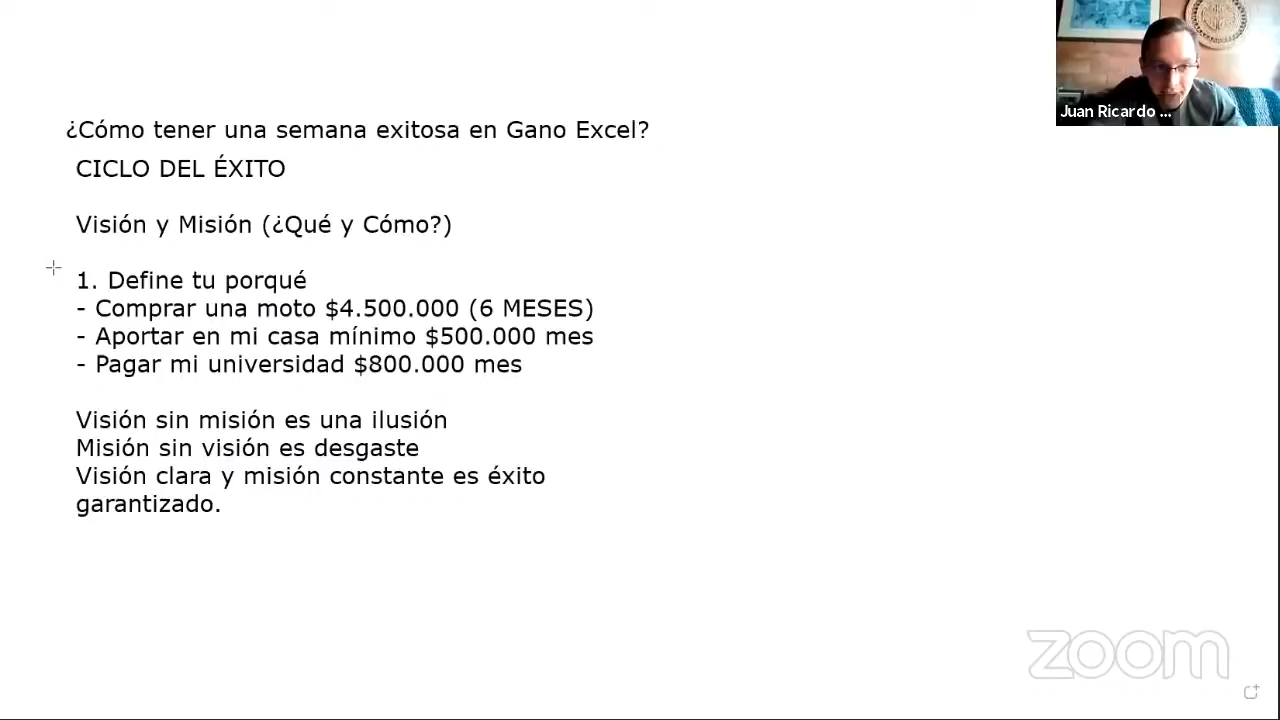 ¿Cómo tener una semana exitosa en Gano Excel?
CICLO DEL ÉXITO
Visión y Misión (¿Qué y Cómo?)
1. Define tu porqué
- Comprar una moto $4.500.000 (6 MESES)
- Aportar en mi casa mínimo $500.000 mes
- Pagar mi universidad $800.000 mes
Visión sin misión es una ilusión
Misión sin visión es desgaste
Visión clara y misión constante es éxito
garantizado.
Juan Ricardo ...
zoom